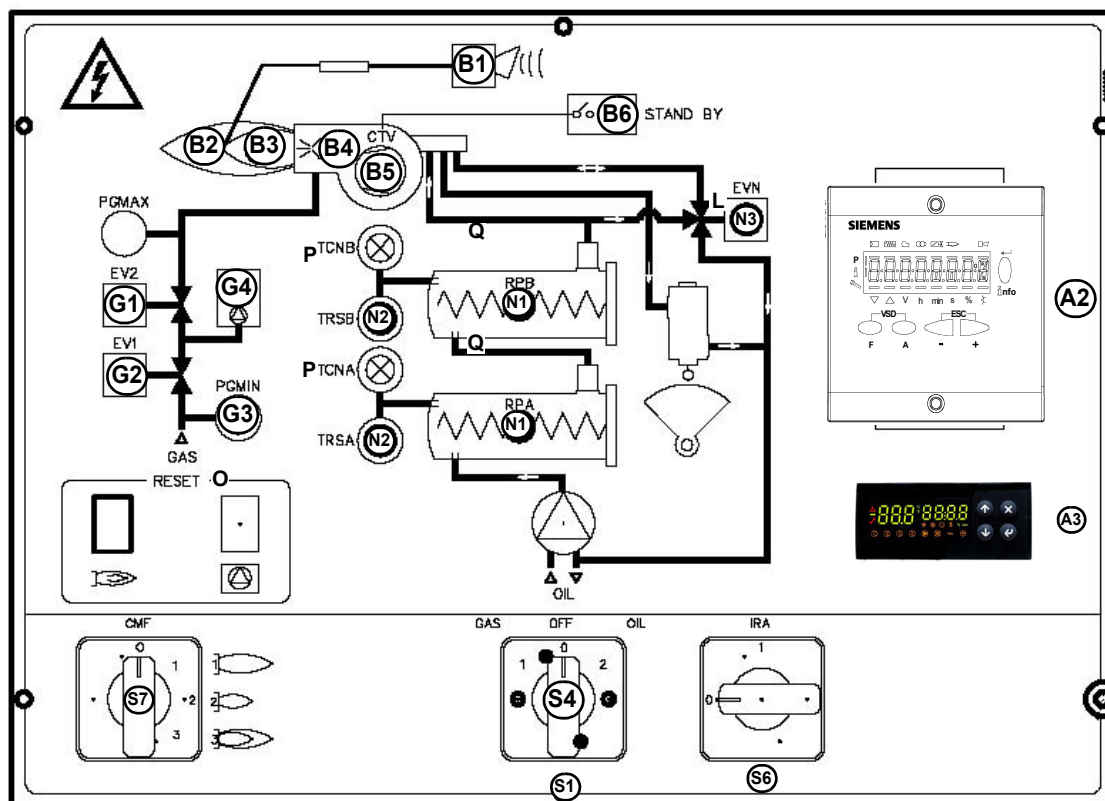 B1
B2
B3
B4
CTV
B5
B6 STAND BY
PGMAX
EV2
G1
G4
EV1
G2
PGMIN
G3
GAS
P TCNB
TRSB N2
P TCNA
TRSA N2
Q
RPB
N1
Q
RPA
N1
L
EVN
N3
OIL
SIEMENS
P
V h min s %
Info
VSD ESC
F A - +
A2
A3
RESET O
CMF
0
1
2
3
S7
1
2
3
GAS OFF OIL
0
1 2
S4
S1
IRA
1
0
S6